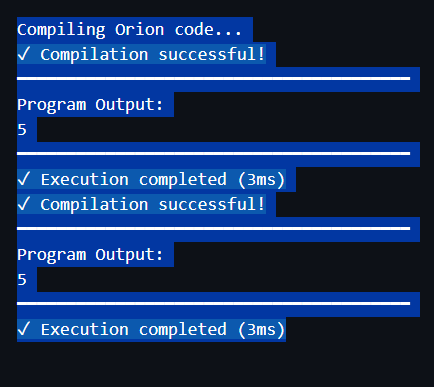 Compiling Orion code...
✓ Compilation successful!
────────────────────────────────────────
Program Output:
5
────────────────────────────────────────
✓ Execution completed (3ms)
✓ Compilation successful!
────────────────────────────────────────
Program Output:
5
────────────────────────────────────────
✓ Execution completed (3ms)